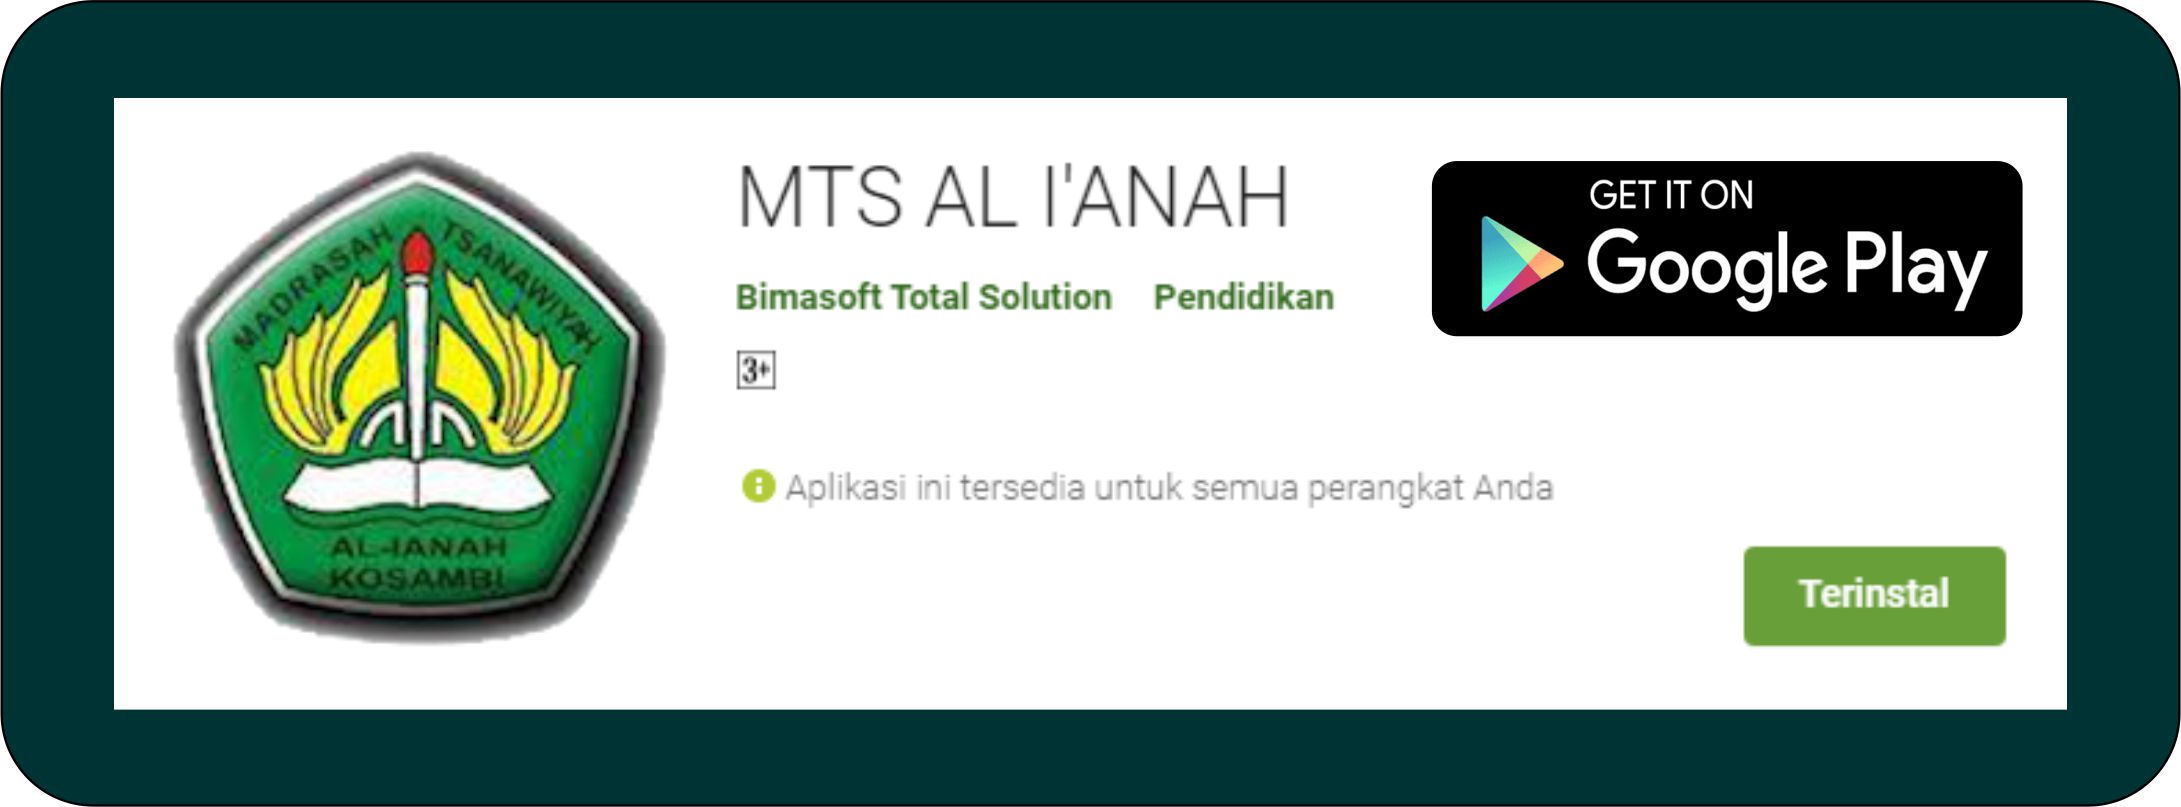 MADRASAH TSANAWIYAH
AL-IANAH
KOSAMBI
MTS AL I'ANAH
Bimasoft Total Solution Pendidikan
3+
Aplikasi ini tersedia untuk semua perangkat Anda
GET IT ON
Google Play
Terinstal